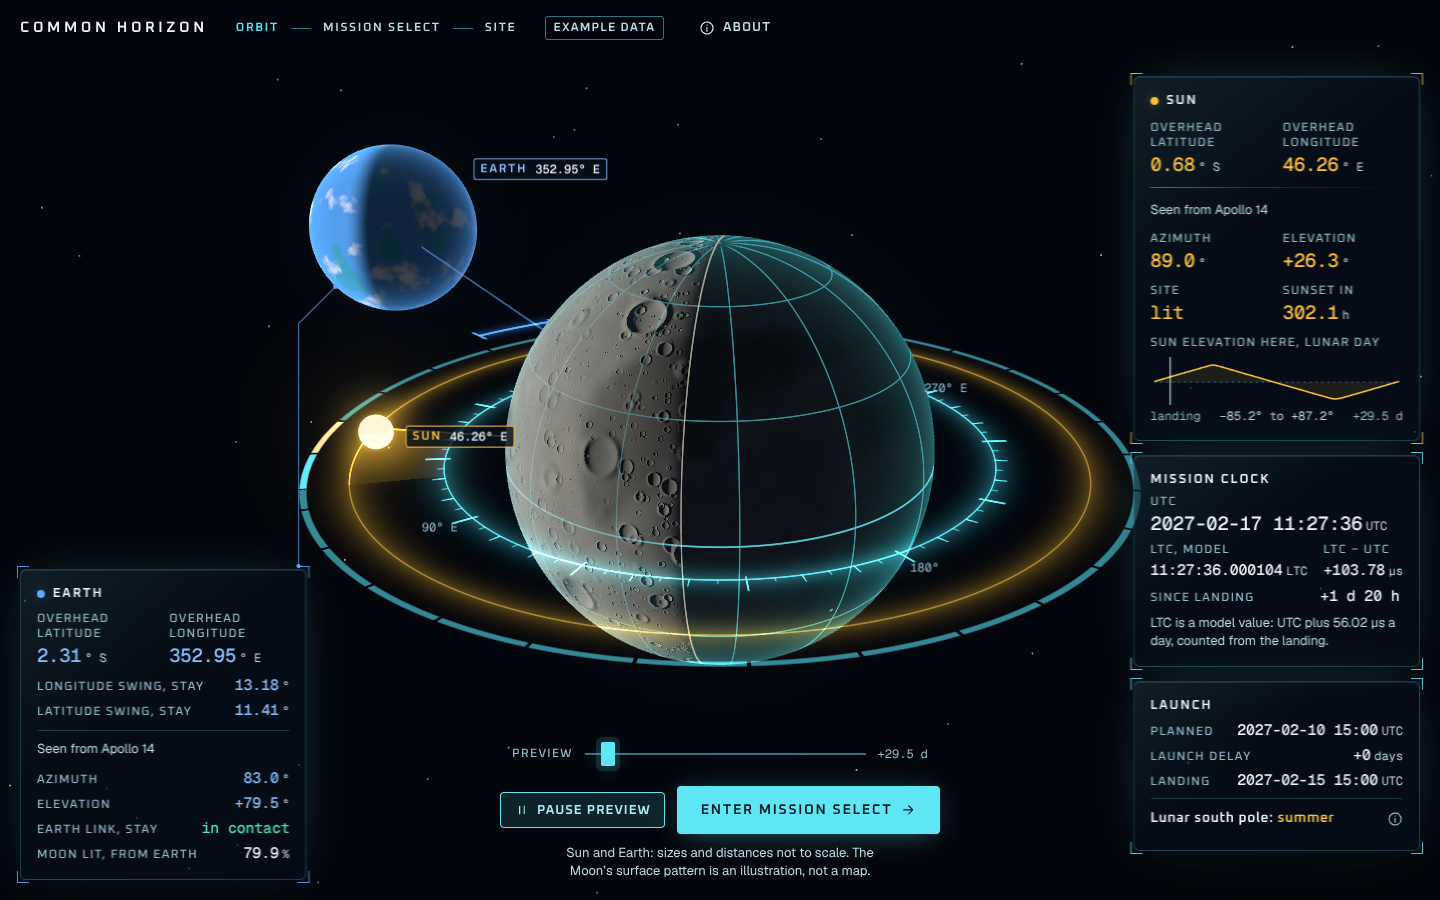 COMMON HORIZON
ORBIT — MISSION SELECT — SITE
EXAMPLE DATA
ABOUT
EARTH 352.95° E
SUN 46.26° E
270° E
90° E
180°
EARTH
OVERHEAD LATITUDE
2.31° S
OVERHEAD LONGITUDE
352.95° E
LONGITUDE SWING, STAY 13.18°
LATITUDE SWING, STAY 11.41°
Seen from Apollo 14
AZIMUTH 83.0°
ELEVATION +79.5°
EARTH LINK, STAY in contact
MOON LIT, FROM EARTH 79.9%
PREVIEW +29.5 d
PAUSE PREVIEW
ENTER MISSION SELECT →
Sun and Earth: sizes and distances not to scale. The
Moon's surface pattern is an illustration, not a map.
SUN
OVERHEAD LATITUDE
0.68° S
OVERHEAD LONGITUDE
46.26° E
Seen from Apollo 14
AZIMUTH ELEVATION
89.0° +26.3°
SITE SUNSET IN
lit 302.1 h
SUN ELEVATION HERE, LUNAR DAY
landing −85.2° to +87.2° +29.5 d
MISSION CLOCK
UTC
2027-02-17 11:27:36 UTC
LTC, MODEL LTC − UTC
11:27:36.000104 LTC +103.78 µs
SINCE LANDING +1 d 20 h
LTC is a model value: UTC plus 56.02 µs a
day, counted from the landing.
LAUNCH
PLANNED 2027-02-10 15:00 UTC
LAUNCH DELAY +0 days
LANDING 2027-02-15 15:00 UTC
Lunar south pole: summer